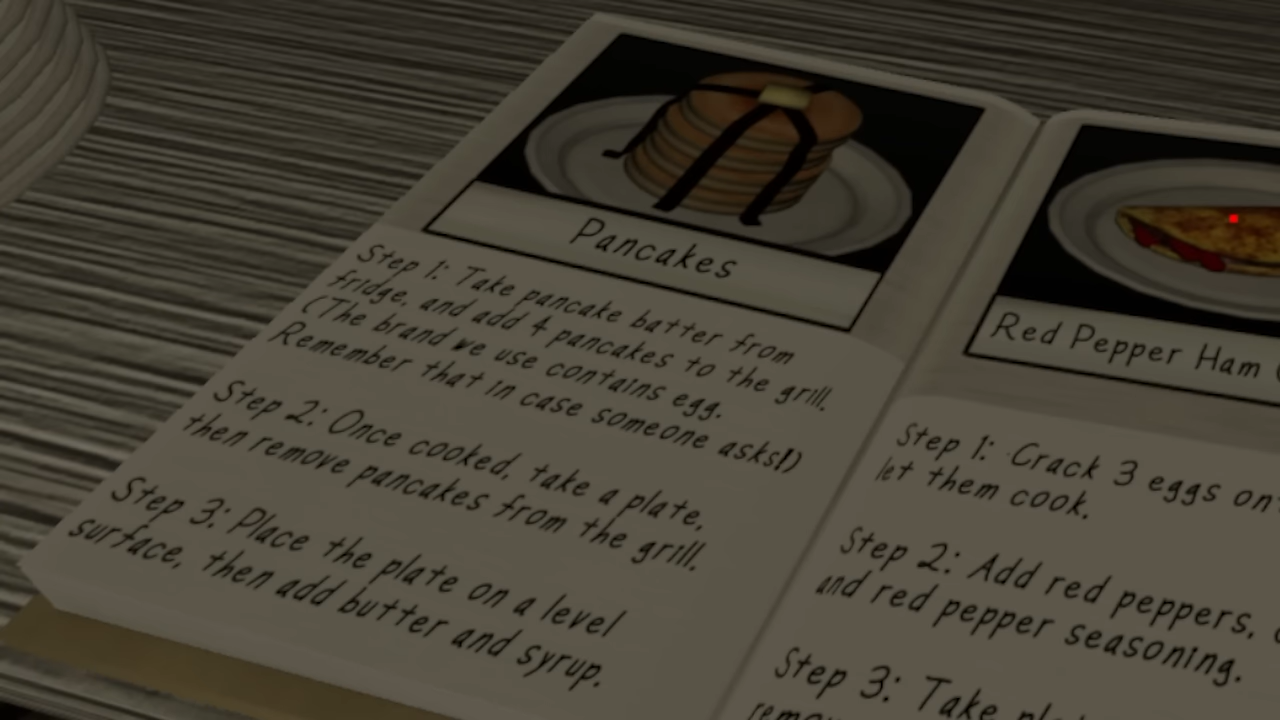 Pancakes
Step 1: Take pancake batter from
fridge, and add 4 pancakes to the grill.
(The brand we use contains egg.
Remember that in case someone asks!)
Step 2: Once cooked, take a plate,
then remove pancakes from the grill.
Step 3: Place the plate on a level
surface, then add butter and syrup.
Red Pepper Ham
Step 1: Crack 3 eggs
let them cook.
Step 2: Add red peppers,
and red pepper seasoning.
Step 3: Take